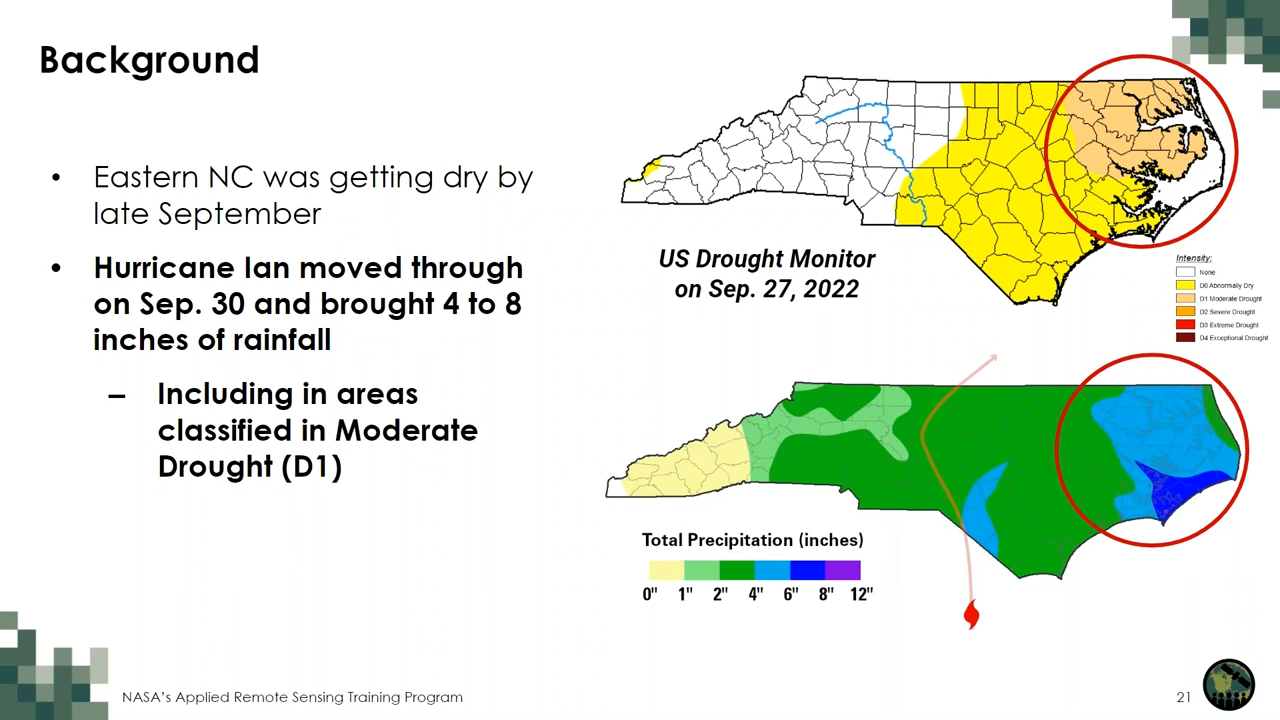 Background
• Eastern NC was getting dry by
late September
• Hurricane Ian moved through
on Sep. 30 and brought 4 to 8
inches of rainfall
– Including in areas
classified in Moderate
Drought (D1)
US Drought Monitor
on Sep. 27, 2022
Intensity:
None
D0 Abnormally Dry
D1 Moderate Drought
D2 Severe Drought
D3 Extreme Drought
D4 Exceptional Drought
Total Precipitation (inches)
0" 1" 2" 4" 6" 8" 12"
NASA's Applied Remote Sensing Training Program
21